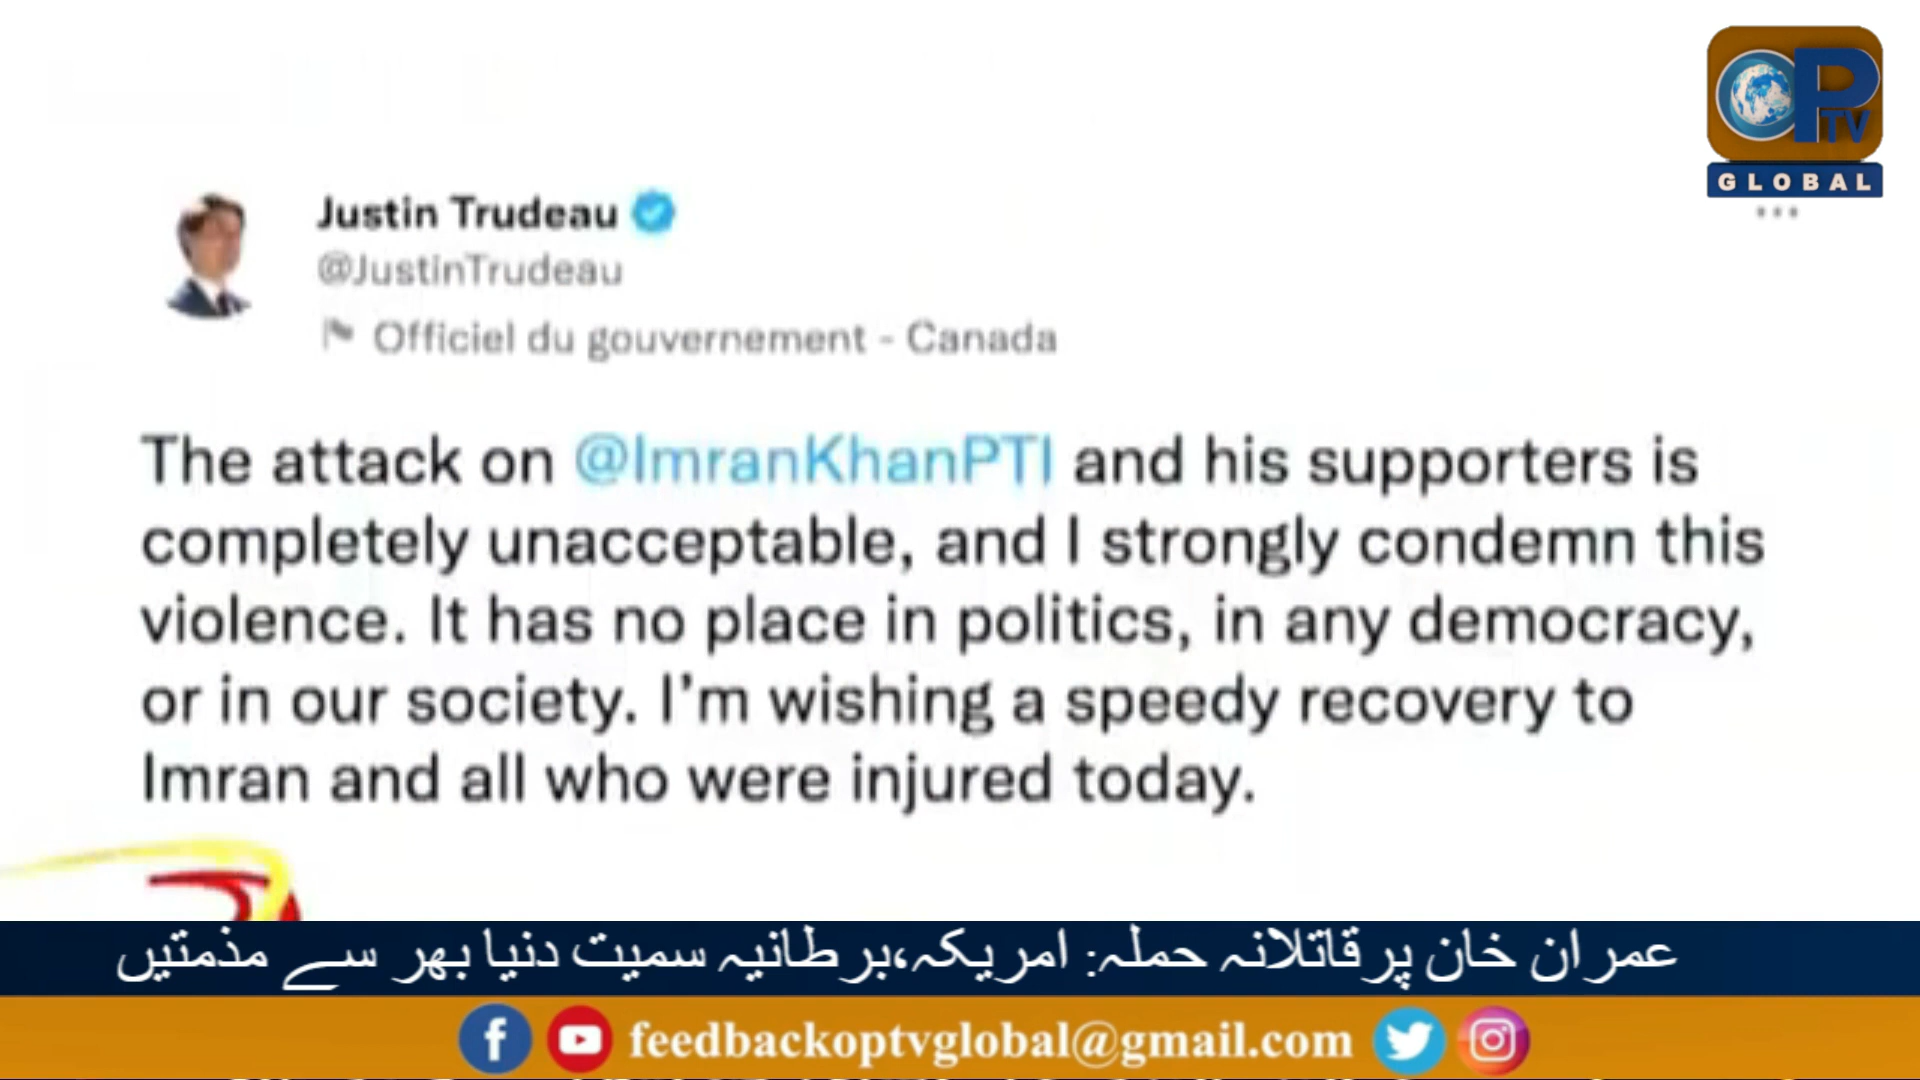 OPTV
GLOBAL
Justin Trudeau
@JustinTrudeau
Officiel du gouvernement - Canada
The attack on @ImranKhanPTI and his supporters is
completely unacceptable, and I strongly condemn this
violence. It has no place in politics, in any democracy,
or in our society. I'm wishing a speedy recovery to
Imran and all who were injured today.
عمران خان پرقاتلانہ حملہ: امریکہ،برطانیہ سمیت دنیا بھر سے مذمتیں
feedbackoptvglobal@gmail.com